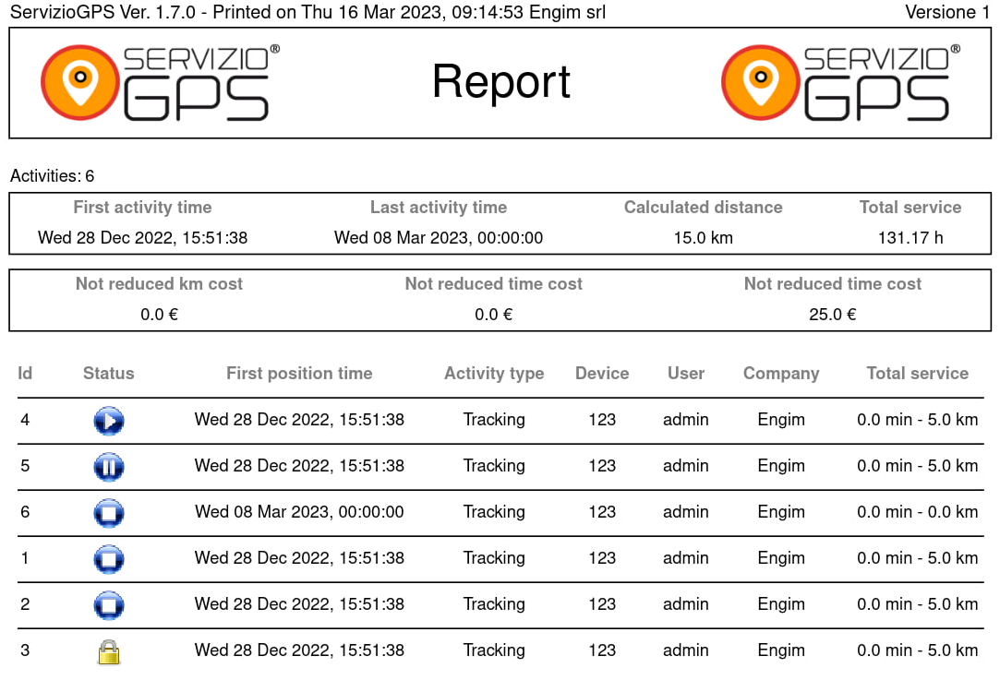 ServizioGPS Ver. 1.7.0 - Printed on Thu 16 Mar 2023, 09:14:53 Engim srl Versione 1
SERVIZIO® Report SERVIZIO®
GPS GPS
Activities: 6
First activity time Last activity time Calculated distance Total service
Wed 28 Dec 2022, 15:51:38 Wed 08 Mar 2023, 00:00:00 15.0 km 131.17 h
Not reduced km cost Not reduced time cost Not reduced time cost
0.0 € 0.0 € 25.0 €
Id Status First position time Activity type Device User Company Total service
4 Wed 28 Dec 2022, 15:51:38 Tracking 123 admin Engim 0.0 min - 5.0 km
5 Wed 28 Dec 2022, 15:51:38 Tracking 123 admin Engim 0.0 min - 5.0 km
6 Wed 08 Mar 2023, 00:00:00 Tracking 123 admin Engim 0.0 min - 0.0 km
1 Wed 28 Dec 2022, 15:51:38 Tracking 123 admin Engim 0.0 min - 5.0 km
2 Wed 28 Dec 2022, 15:51:38 Tracking 123 admin Engim 0.0 min - 5.0 km
3 Wed 28 Dec 2022, 15:51:38 Tracking 123 admin Engim 0.0 min - 5.0 km